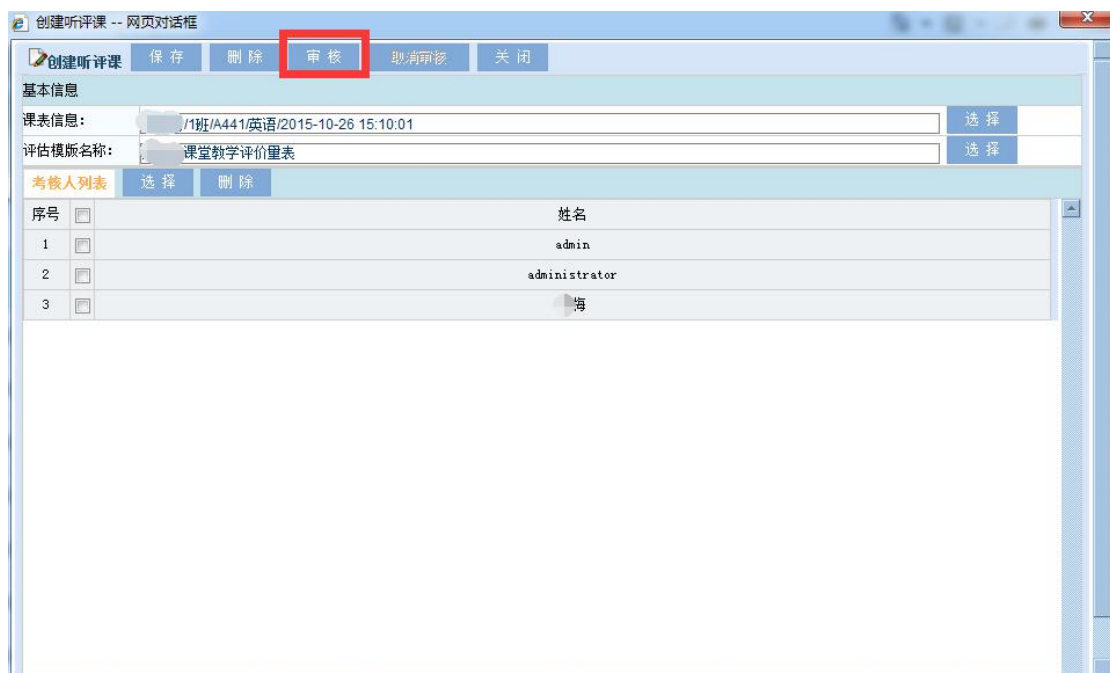 创建听评课 -- 网页对话框
创建听评课 保存 删除 审核 取消审核 关闭
基本信息
课表信息: /1班/A441/英语/2015-10-26 15:10:01 选择
评估模版名称: 课堂教学评价量表 选择
考核人列表 选择 删除
序号 姓名
1 admin
2 administrator
3 海